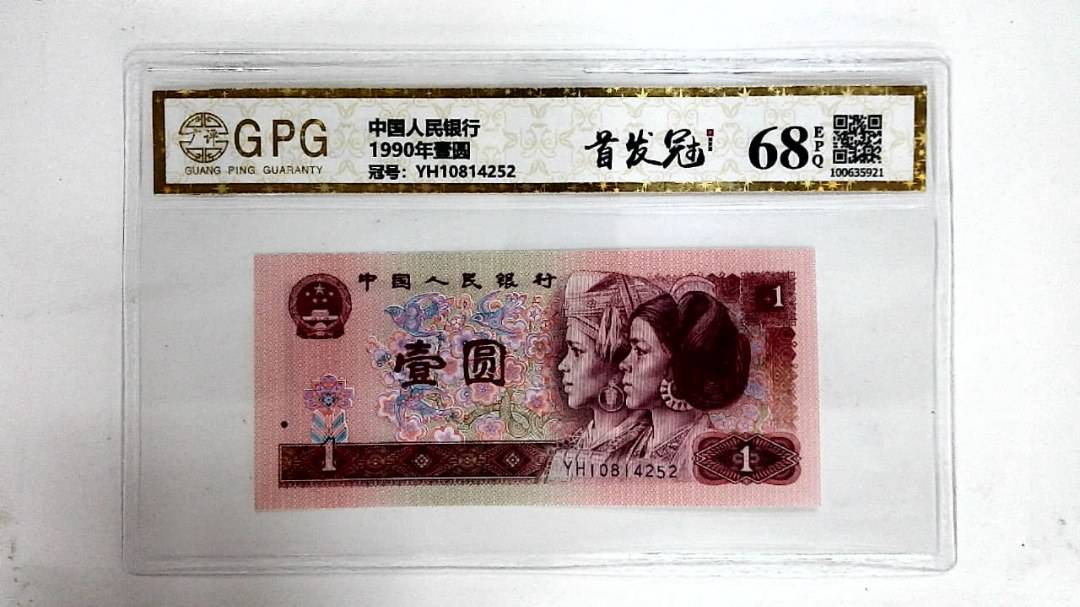 GPG
GUANG PING GUARANTY
中国人民银行
1990年壹圆
冠号：YH10814252
首发冠
68
EPQ
100635921
中国人民银行
1
壹圆
1
YH10814252
1